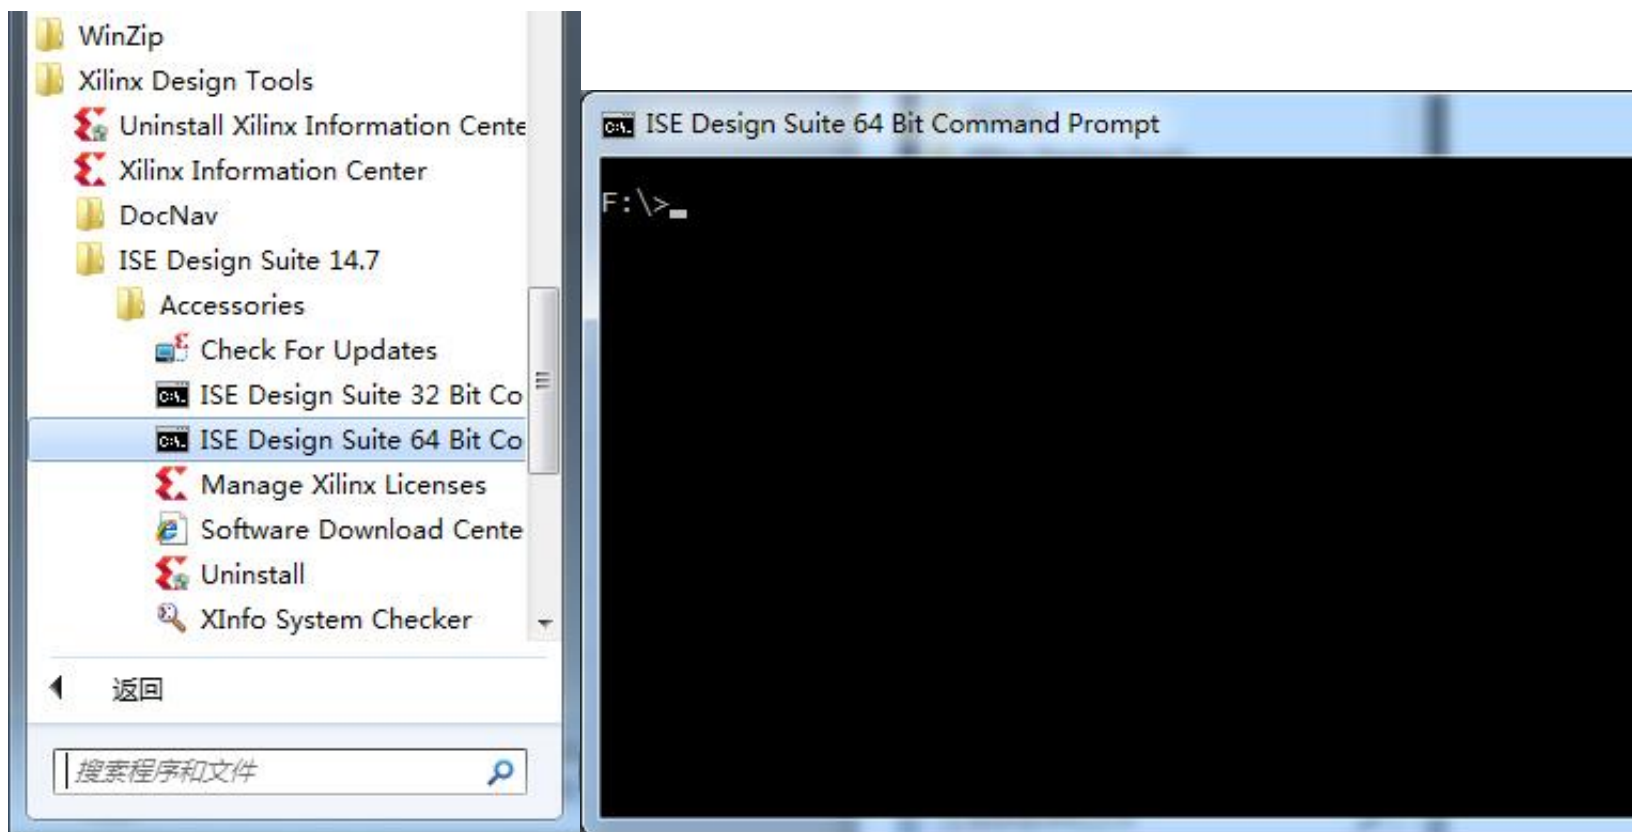 WinZip
Xilinx Design Tools
Uninstall Xilinx Information Cente
Xilinx Information Center
DocNav
ISE Design Suite 14.7
Accessories
Check For Updates
ISE Design Suite 32 Bit Co
ISE Design Suite 64 Bit Co
Manage Xilinx Licenses
Software Download Cente
Uninstall
XInfo System Checker
返回
搜索程序和文件
ISE Design Suite 64 Bit Command Prompt
F:\>